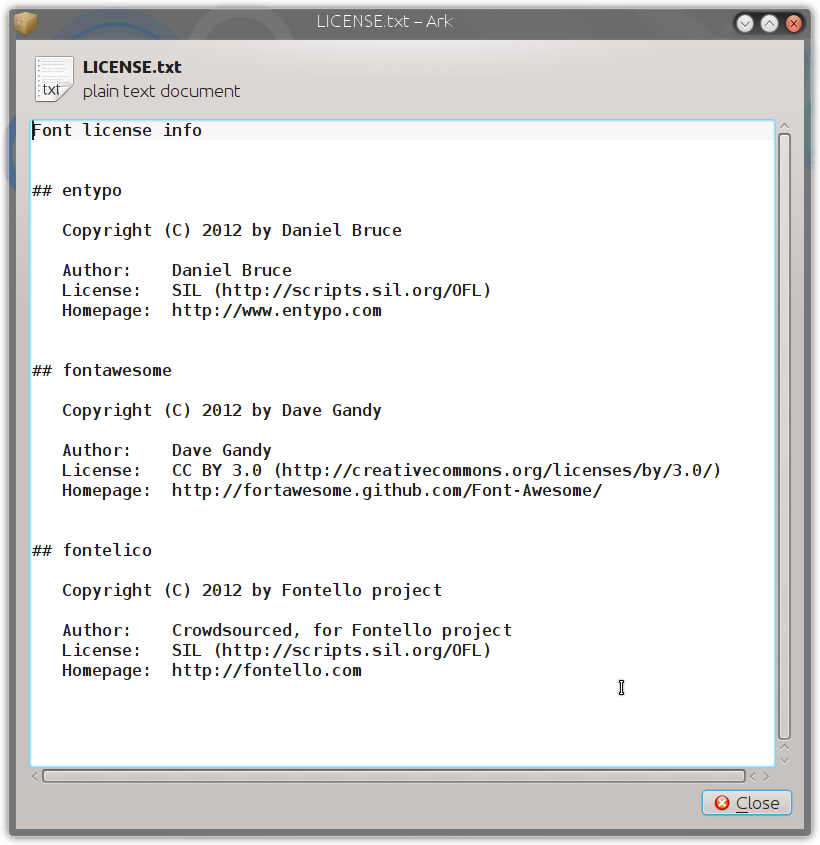 LICENSE.txt – Ark
LICENSE.txt
plain text document
txt
Font license info
## entypo
Copyright (C) 2012 by Daniel Bruce
Author: Daniel Bruce
License: SIL (http://scripts.sil.org/OFL)
Homepage: http://www.entypo.com
## fontawesome
Copyright (C) 2012 by Dave Gandy
Author: Dave Gandy
License: CC BY 3.0 (http://creativecommons.org/licenses/by/3.0/)
Homepage: http://fortawesome.github.com/Font-Awesome/
## fontelico
Copyright (C) 2012 by Fontello project
Author: Crowdsourced, for Fontello project
License: SIL (http://scripts.sil.org/OFL)
Homepage: http://fontello.com
Close